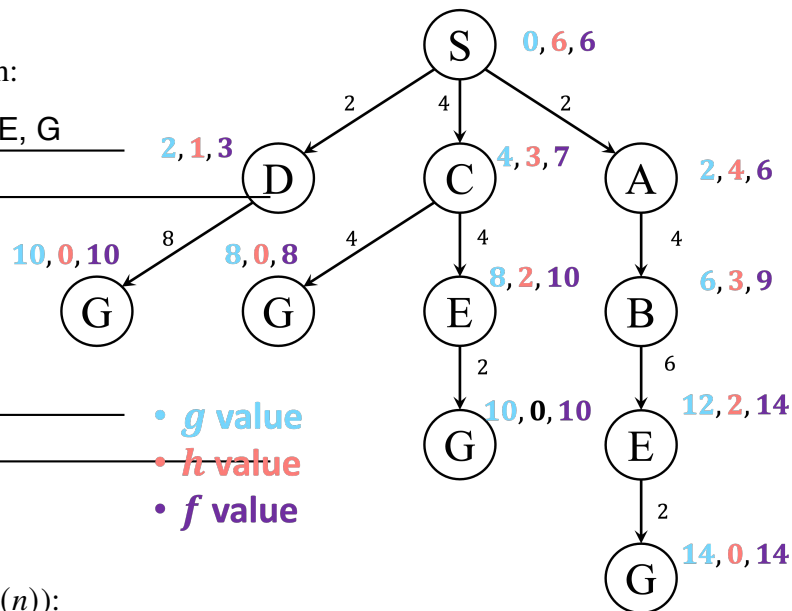 S
0, 6, 6
n:
2
4
2
E, G
2, 1, 3
D
C
4, 3, 7
A
2, 4, 6
8
4
4
4
10, 0, 10
8, 0, 8
8, 2, 10
6, 3, 9
G
G
E
B
2
6
• g value
10, 0, 10
12, 2, 14
• h value
G
E
• f value
2
14, 0, 14
G
(n)):